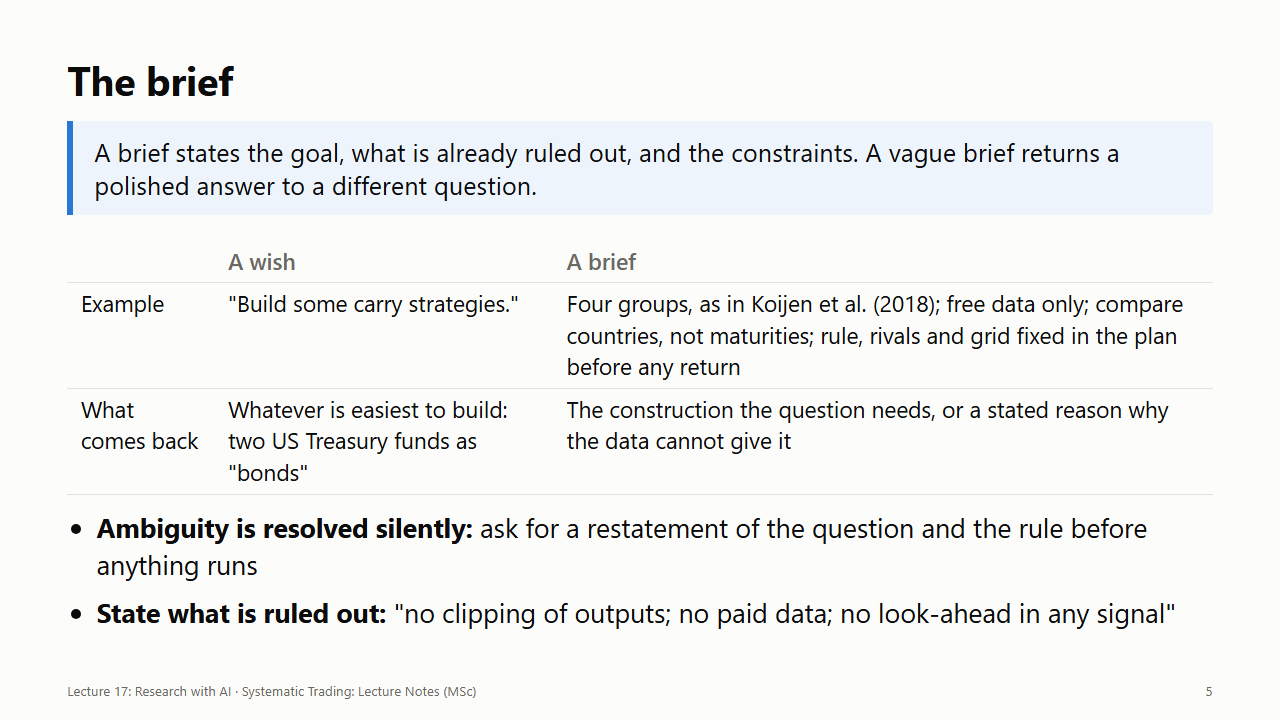 The brief
A brief states the goal, what is already ruled out, and the constraints. A vague brief returns a
polished answer to a different question.
A wish
A brief
Example
"Build some carry strategies."
Four groups, as in Koijen et al. (2018); free data only; compare
countries, not maturities; rule, rivals and grid fixed in the plan
before any return
What
comes back
Whatever is easiest to build:
two US Treasury funds as
"bonds"
The construction the question needs, or a stated reason why
the data cannot give it
• Ambiguity is resolved silently: ask for a restatement of the question and the rule before
anything runs
• State what is ruled out: "no clipping of outputs; no paid data; no look-ahead in any signal"
Lecture 17: Research with AI · Systematic Trading: Lecture Notes (MSc)
5